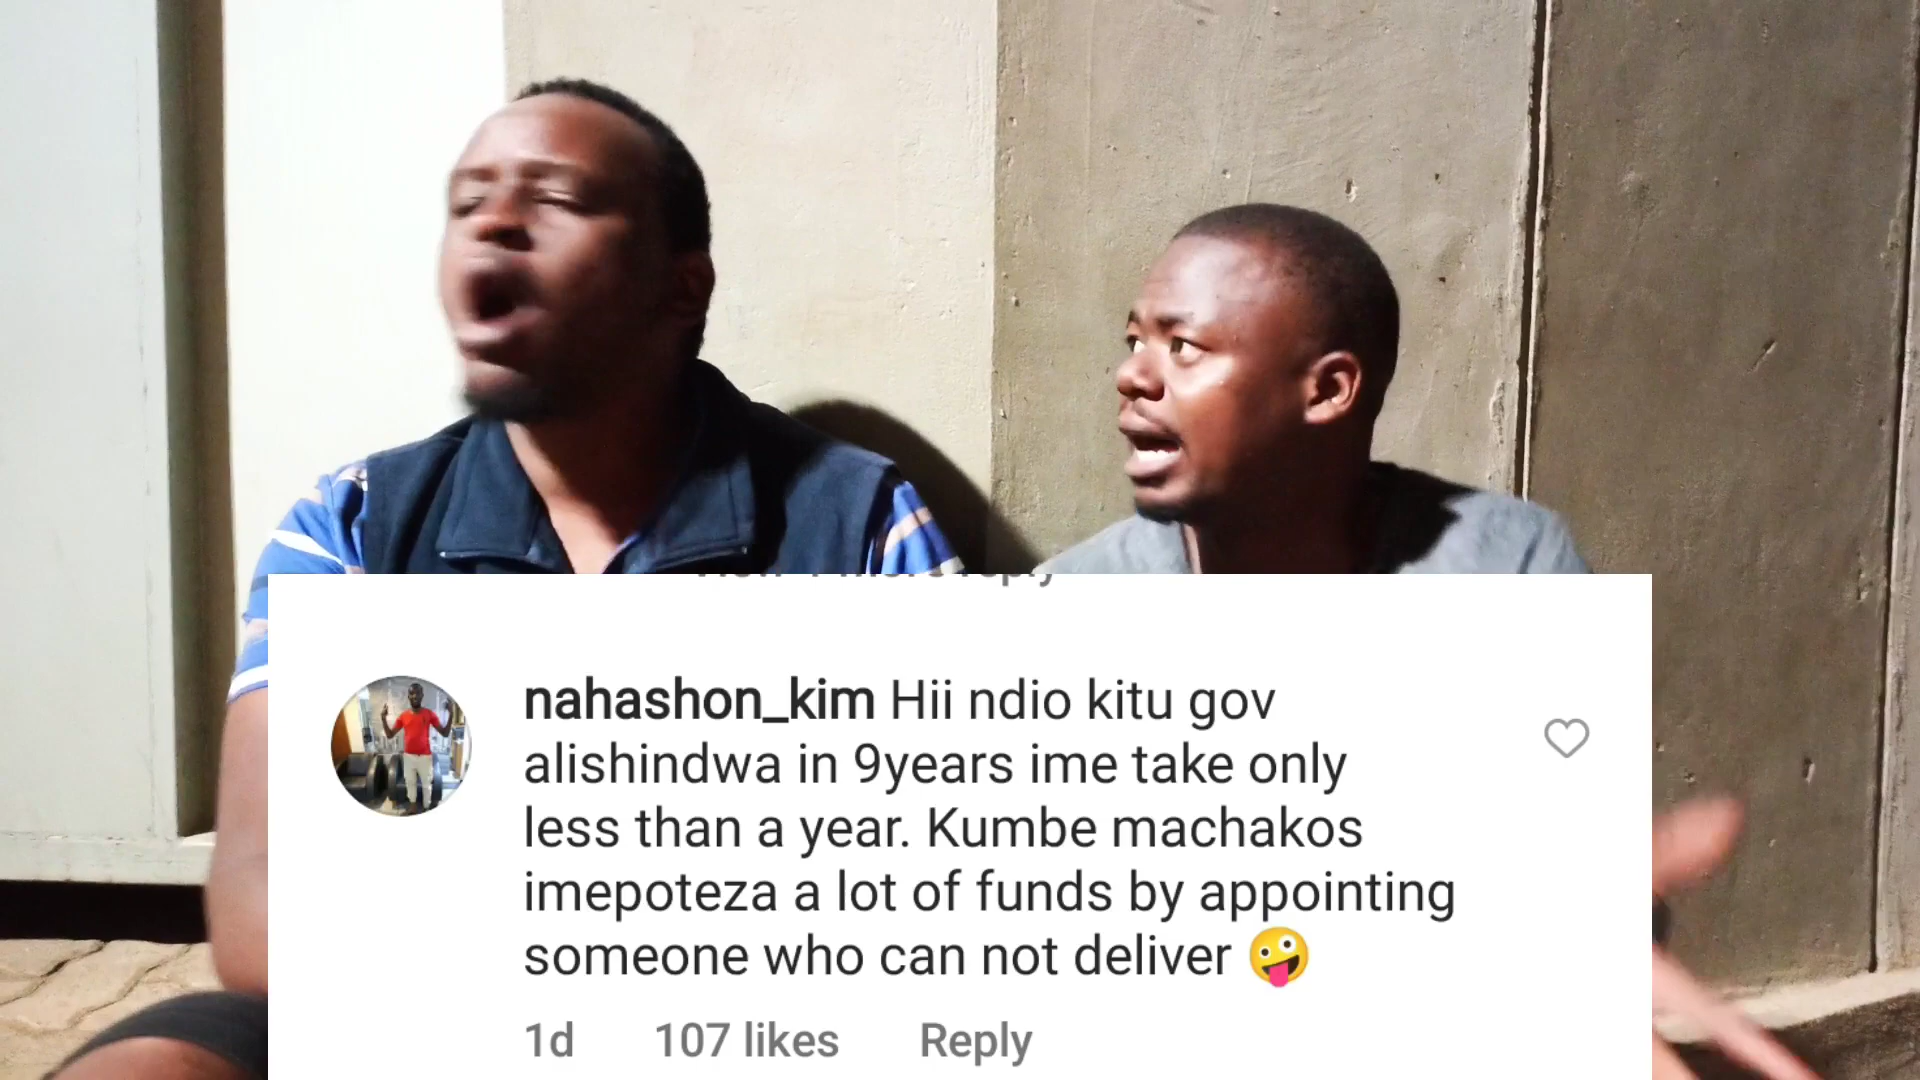 nahashon_kim Hii ndio kitu gov
alishindwa in 9years ime take only
less than a year. Kumbe machakos
imepoteza a lot of funds by appointing
someone who can not deliver 🤪
1d 107 likes Reply